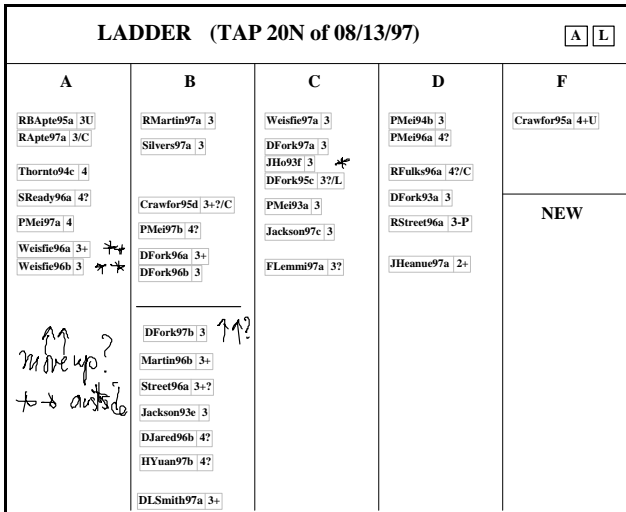 LADDER (TAP 20N of 08/13/97)
A L
A
RBApte95a 3U
RApte97a 3/C
Thornto94c 4
SReady96a 4?
PMei97a 4
Weisfie96a 3+ **
Weisfie96b 3 **
↑↑
move up?
** outside
B
RMartin97a 3
Silvers97a 3
Crawfor95d 3+?/C
PMei97b 4?
DFork96a 3+
DFork96b 3
DFork97b 3 ↑↑?
Martin96b 3+
Street96a 3+?
Jackson93e 3
DJared96b 4?
HYuan97b 4?
DLSmith97a 3+
C
Weisfie97a 3
DFork97a 3
JHo93f 3 *
DFork95c 3?/L
PMei93a 3
Jackson97c 3
FLemmi97a 3?
D
PMei94b 3
PMei96a 4?
RFulks96a 4?/C
DFork93a 3
RStreet96a 3-P
JHeanue97a 2+
F
Crawfor95a 4+U
NEW